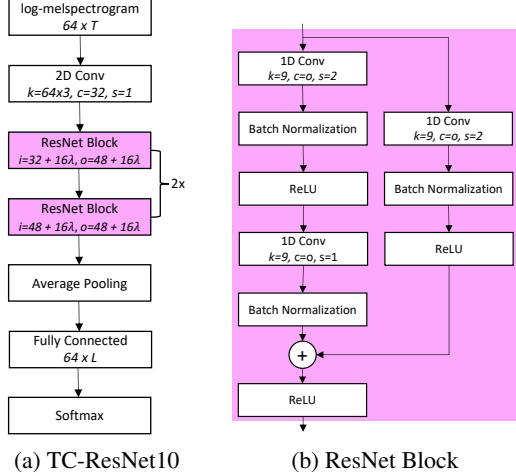 log-melspectrogram
64 x T
2D Conv
k=64x3, c=32, s=1
ResNet Block
i=32 + 16λ, o=48 + 16λ
2x
ResNet Block
i=48 + 16λ, o=48 + 16λ
Average Pooling
Fully Connected
64 x L
Softmax
(a) TC-ResNet10
1D Conv
k=9, c=o, s=2
Batch Normalization
ReLU
1D Conv
k=9, c=o, s=1
Batch Normalization
+
ReLU
1D Conv
k=9, c=o, s=2
Batch Normalization
ReLU
(b) ResNet Block